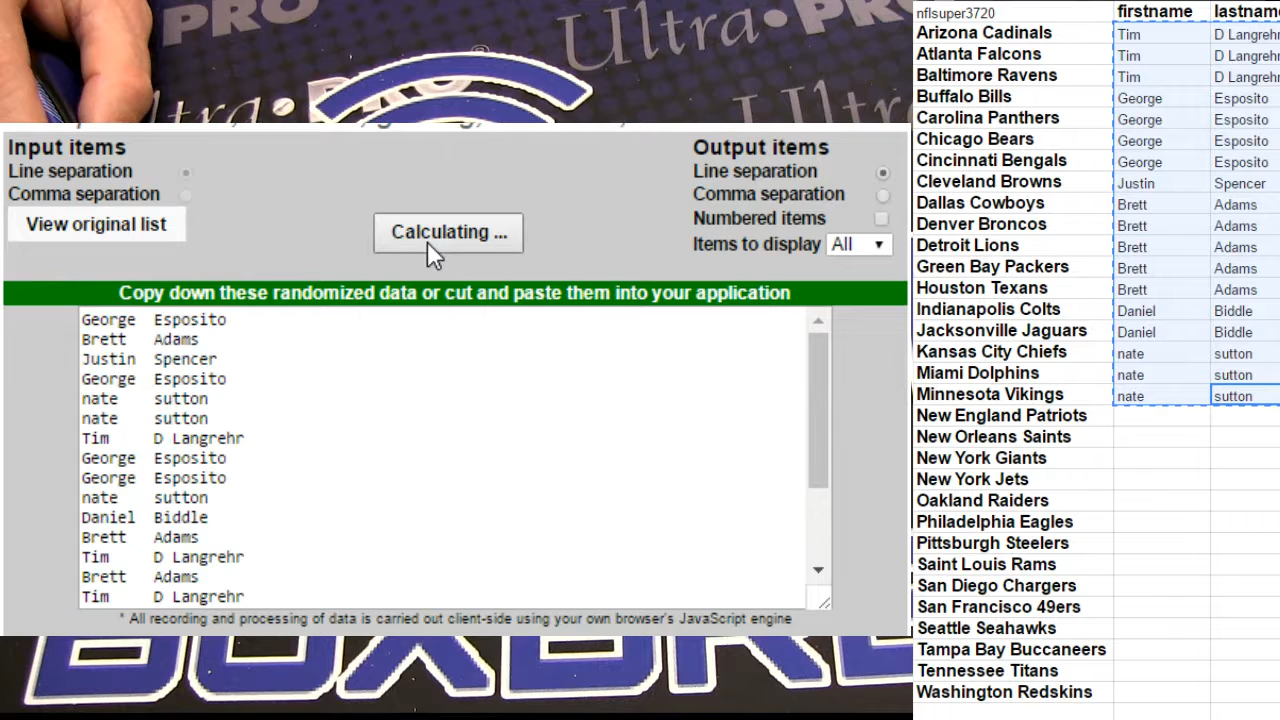 PRO
Ultra•PRO
Ultra•PRO
Input items
Line separation
Comma separation
View original list
Calculating ...
Output items
Line separation
Comma separation
Numbered items
Items to display All
Copy down these randomized data or cut and paste them into your application
George Esposito
Brett Adams
Justin Spencer
George Esposito
nate sutton
nate sutton
Tim D Langrehr
George Esposito
George Esposito
nate sutton
Daniel Biddle
Brett Adams
Tim D Langrehr
Brett Adams
Tim D Langrehr
* All recording and processing of data is carried out client-side using your own browser's JavaScript engine
nflsuper3720 firstname lastname
Arizona Cadinals Tim D Langrehr
Atlanta Falcons Tim D Langrehr
Baltimore Ravens Tim D Langrehr
Buffalo Bills George Esposito
Carolina Panthers George Esposito
Chicago Bears George Esposito
Cincinnati Bengals George Esposito
Cleveland Browns Justin Spencer
Dallas Cowboys Brett Adams
Denver Broncos Brett Adams
Detroit Lions Brett Adams
Green Bay Packers Brett Adams
Houston Texans Brett Adams
Indianapolis Colts Daniel Biddle
Jacksonville Jaguars Daniel Biddle
Kansas City Chiefs nate sutton
Miami Dolphins nate sutton
Minnesota Vikings nate sutton
New England Patriots
New Orleans Saints
New York Giants
New York Jets
Oakland Raiders
Philadelphia Eagles
Pittsburgh Steelers
Saint Louis Rams
San Diego Chargers
San Francisco 49ers
Seattle Seahawks
Tampa Bay Buccaneers
Tennessee Titans
Washington Redskins
BOXBRE